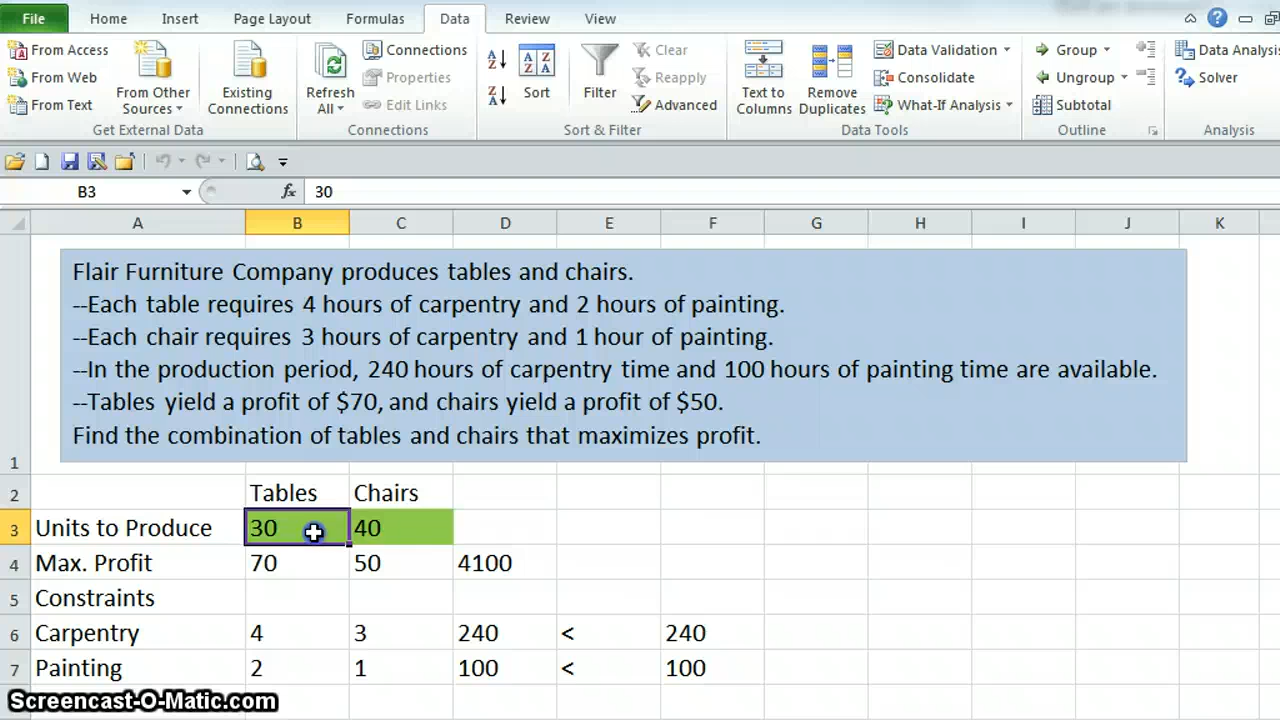 File Home Insert Page Layout Formulas Data Review View
From Access
From Web
From Text
From Other Sources
Existing Connections
Get External Data
Refresh All
Connections
Properties
Edit Links
Connections
A
Z
Z
A
A Z
Z A
Sort
Filter
Clear
Reapply
Advanced
Sort & Filter
Text to Columns
Remove Duplicates
Data Validation
Consolidate
What-If Analysis
Data Tools
Group
Ungroup
Subtotal
Outline
Data Analysis
Solver
Analysis
B3 fx 30
A B C D E F G H I J K
Flair Furniture Company produces tables and chairs.
--Each table requires 4 hours of carpentry and 2 hours of painting.
--Each chair requires 3 hours of carpentry and 1 hour of painting.
--In the production period, 240 hours of carpentry time and 100 hours of painting time are available.
--Tables yield a profit of $70, and chairs yield a profit of $50.
Find the combination of tables and chairs that maximizes profit.
1
2 Tables Chairs
3 Units to Produce 30 40
4 Max. Profit 70 50 4100
5 Constraints
6 Carpentry 4 3 240 < 240
7 Painting 2 1 100 < 100
Screencast-O-Matic.com